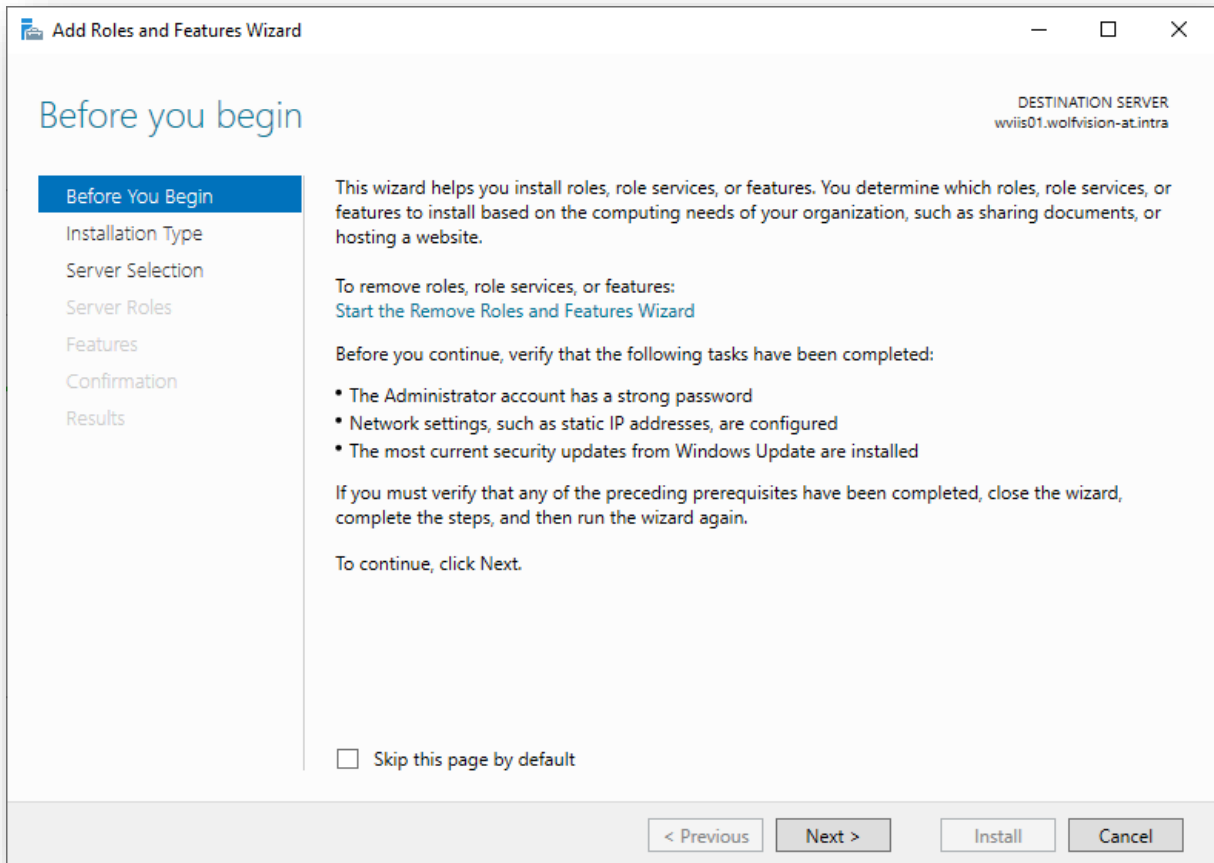 Add Roles and Features Wizard
Before you begin
DESTINATION SERVER
wviis01.wolfvision-at.intra
Before You Begin
Installation Type
Server Selection
Server Roles
Features
Confirmation
Results
This wizard helps you install roles, role services, or features. You determine which roles, role services, or
features to install based on the computing needs of your organization, such as sharing documents, or
hosting a website.
To remove roles, role services, or features:
Start the Remove Roles and Features Wizard
Before you continue, verify that the following tasks have been completed:
• The Administrator account has a strong password
• Network settings, such as static IP addresses, are configured
• The most current security updates from Windows Update are installed
If you must verify that any of the preceding prerequisites have been completed, close the wizard,
complete the steps, and then run the wizard again.
To continue, click Next.
Skip this page by default
< Previous
Next >
Install
Cancel